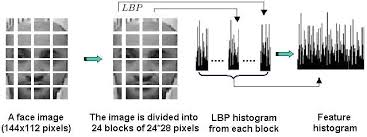 LBP
A face image
(144x112 pixels)
The image is divided into
24 blocks of 24*28 pixels
LBP histogram
from each block
Feature
histogram